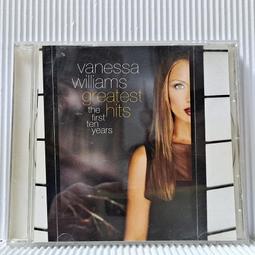 vanessa
williams
greatest
hits
the
first
ten
years